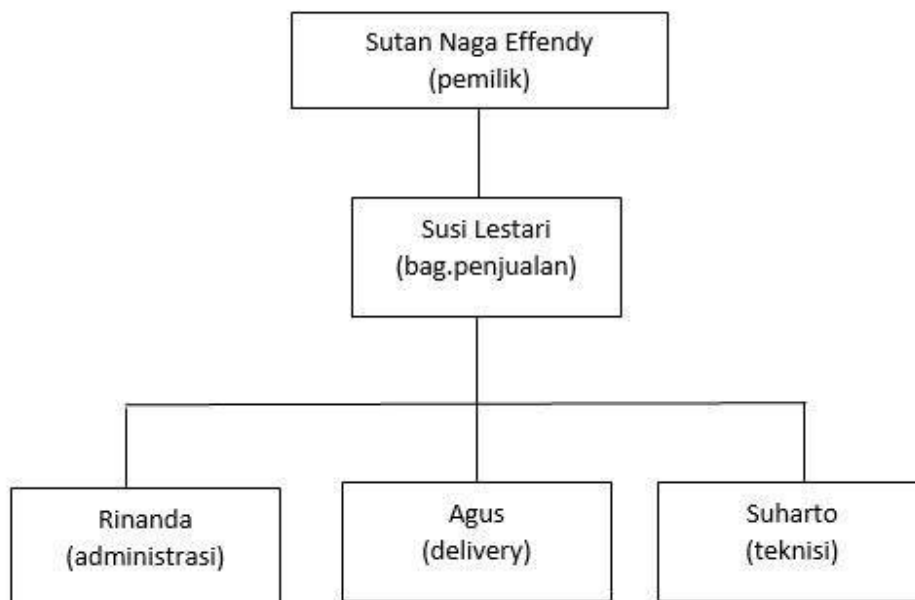 Sutan Naga Effendy
(pemilik)
Susi Lestari
(bag.penjualan)
Rinanda
(administrasi)
Agus
(delivery)
Suharto
(teknisi)